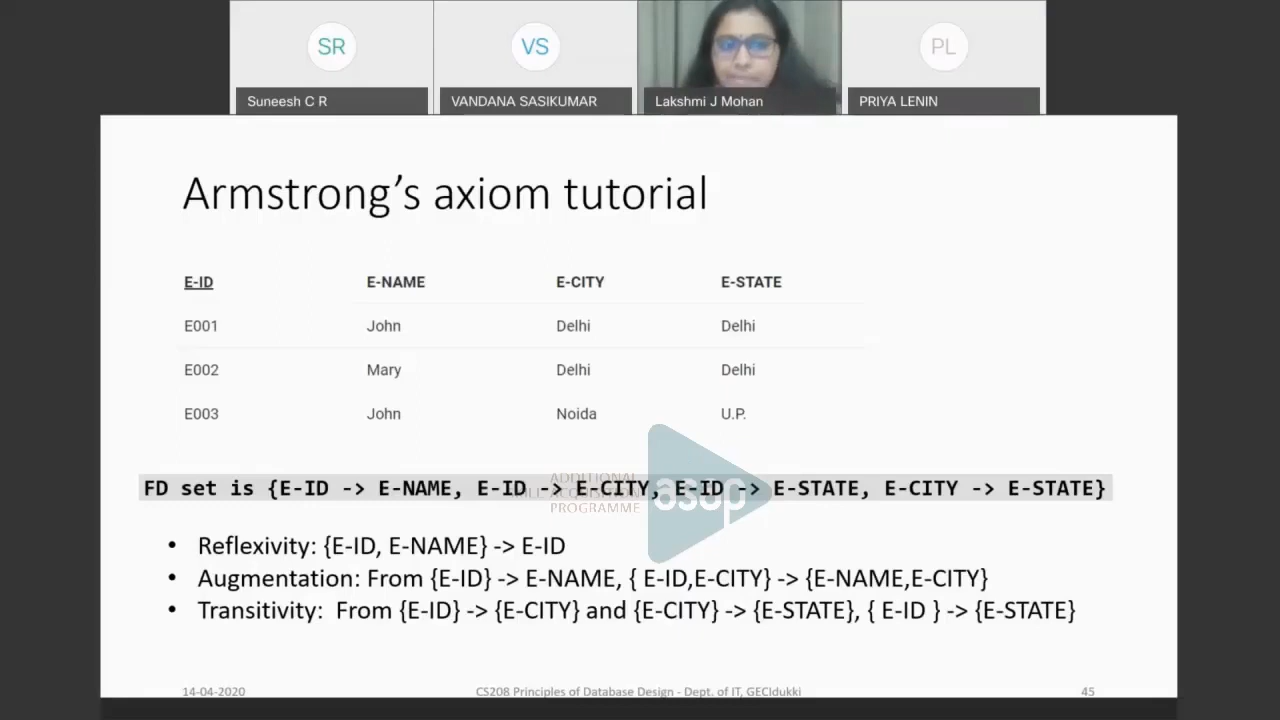 SR
VS
PL
Suneesh C R
VANDANA SASIKUMAR
Lakshmi J Mohan
PRIYA LENIN
Armstrong's axiom tutorial
E-ID E-NAME E-CITY E-STATE
E001 John Delhi Delhi
E002 Mary Delhi Delhi
E003 John Noida U.P.
ADDITIONAL
PROGRAMME
asap
FD set is {E-ID -> E-NAME, E-ID -> E-CITY, E-ID -> E-STATE, E-CITY -> E-STATE}
• Reflexivity: {E-ID, E-NAME} -> E-ID
• Augmentation: From {E-ID} -> E-NAME, { E-ID,E-CITY} -> {E-NAME,E-CITY}
• Transitivity: From {E-ID} -> {E-CITY} and {E-CITY} -> {E-STATE}, { E-ID } -> {E-STATE}
14-04-2020 CS208 Principles of Database Design - Dept. of IT, GECIdukki 45